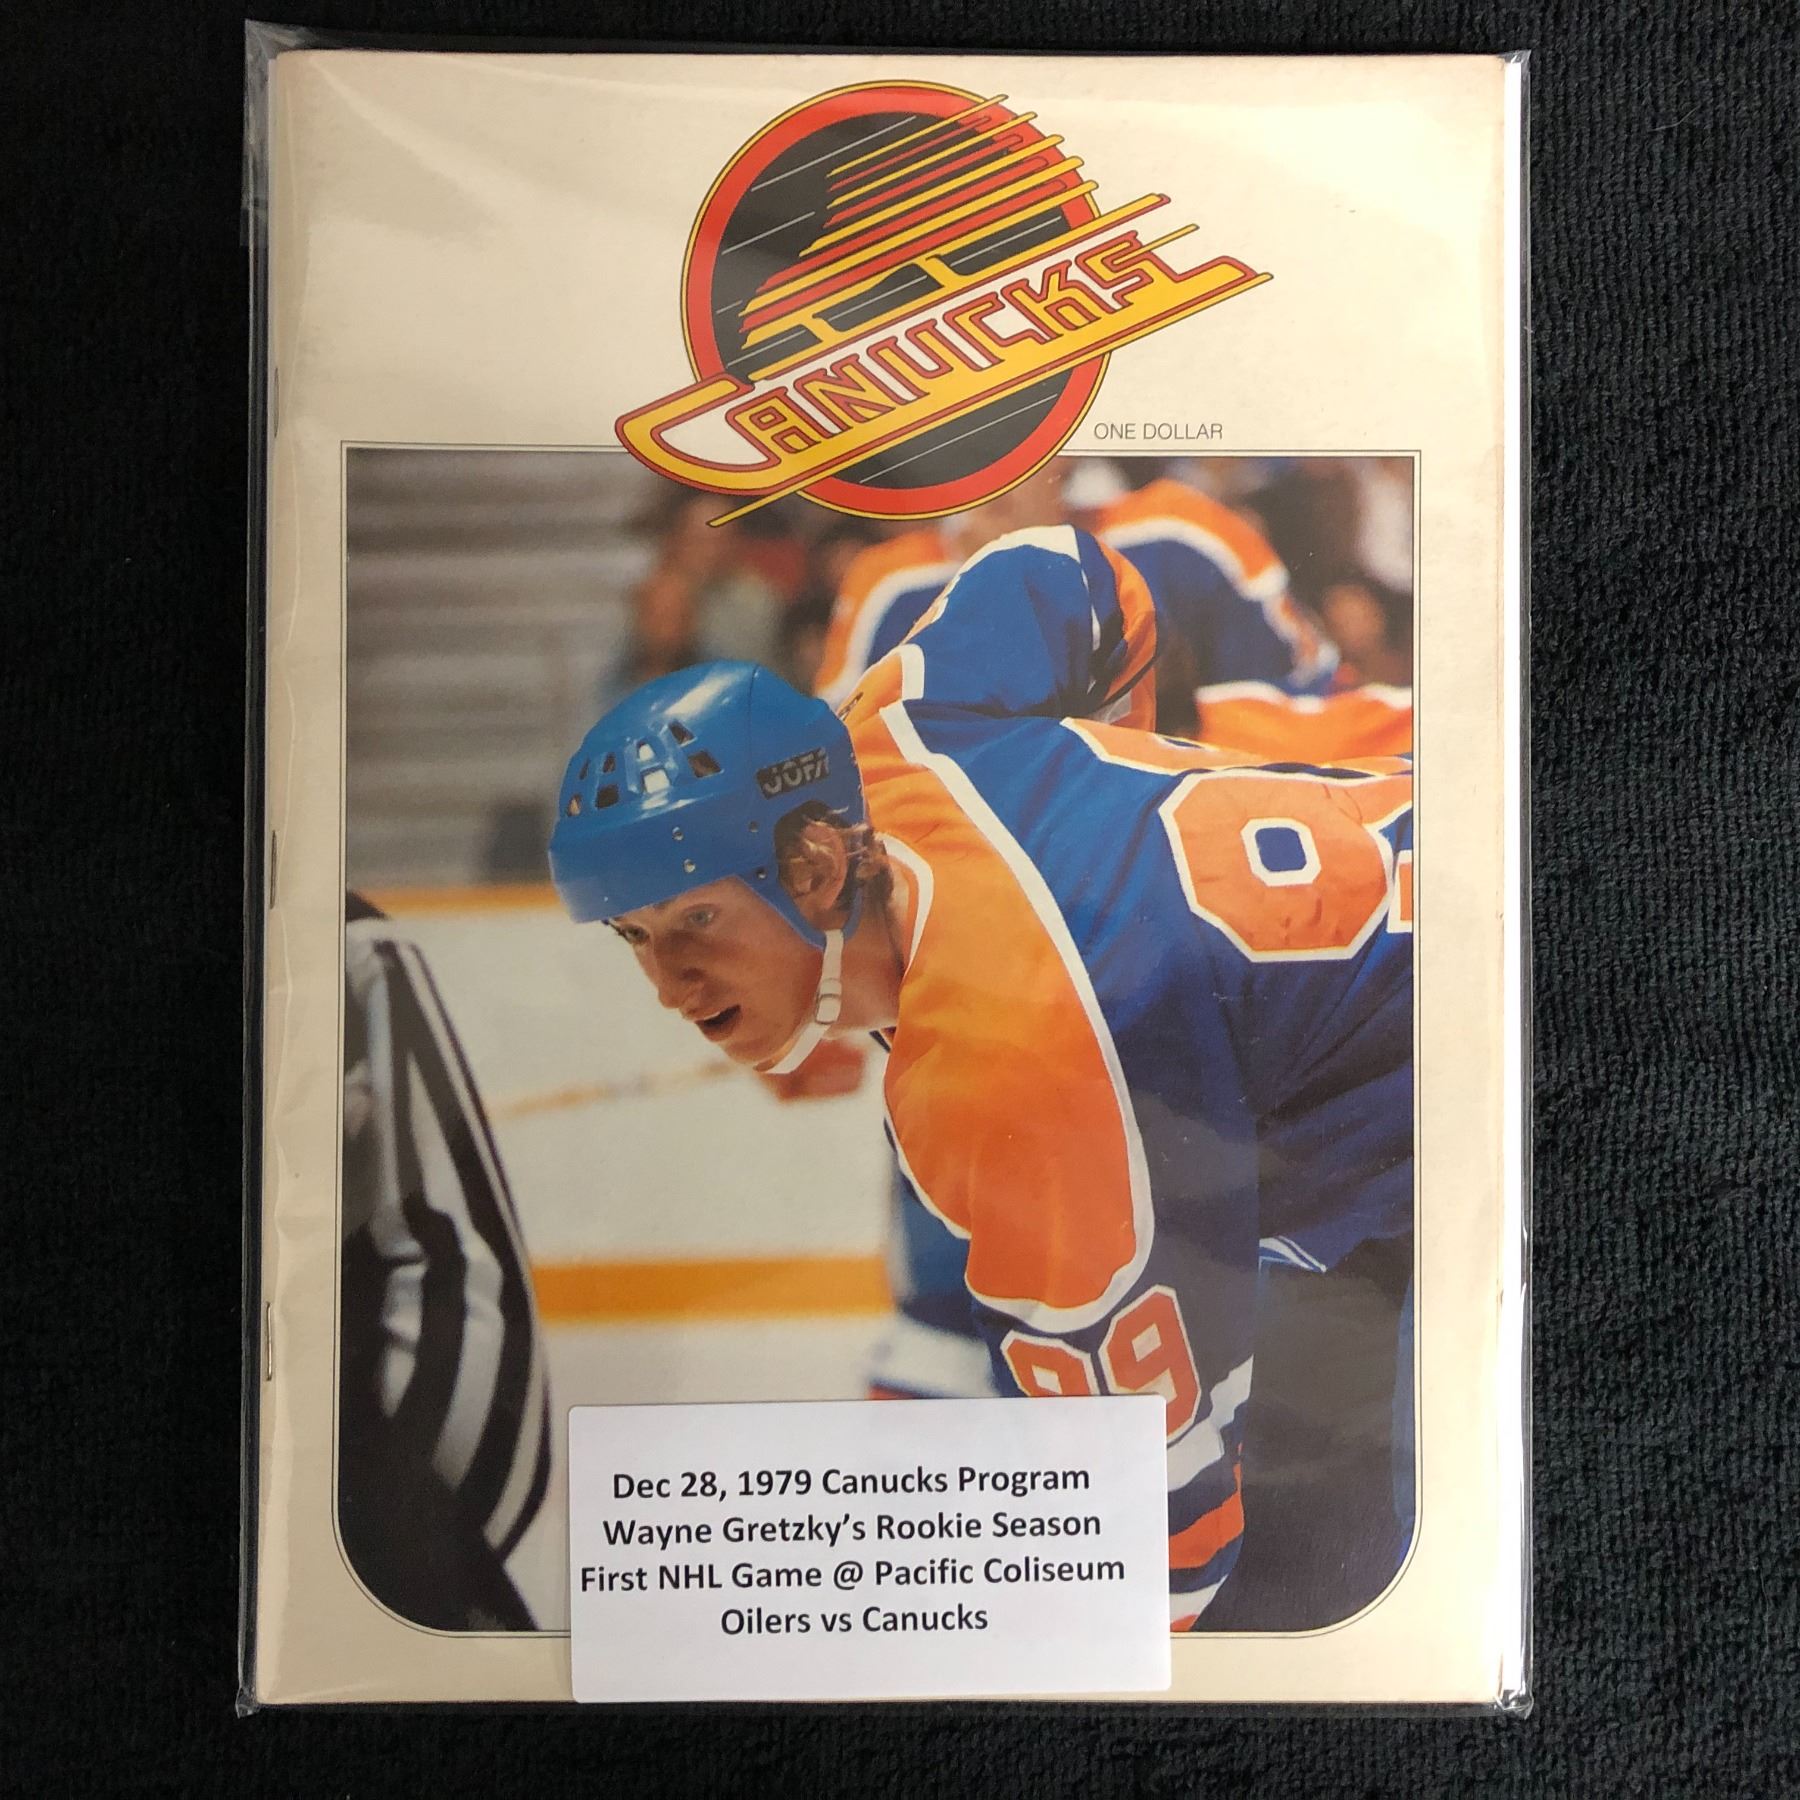 CANUCKS
ONE DOLLAR
JOFA
9
99
Dec 28, 1979 Canucks Program
Wayne Gretzky’s Rookie Season
First NHL Game @ Pacific Coliseum
Oilers vs Canucks